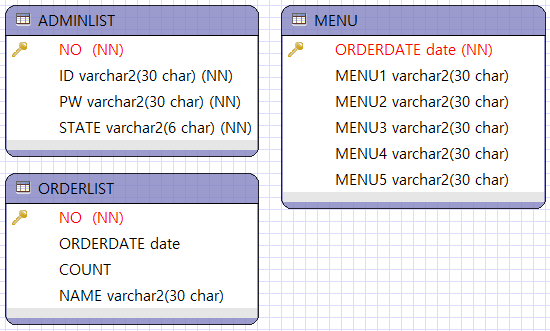 ADMINLIST
NO (NN)
ID varchar2(30 char) (NN)
PW varchar2(30 char) (NN)
STATE varchar2(6 char) (NN)
MENU
ORDERDATE date (NN)
MENU1 varchar2(30 char)
MENU2 varchar2(30 char)
MENU3 varchar2(30 char)
MENU4 varchar2(30 char)
MENU5 varchar2(30 char)
ORDERLIST
NO (NN)
ORDERDATE date
COUNT
NAME varchar2(30 char)